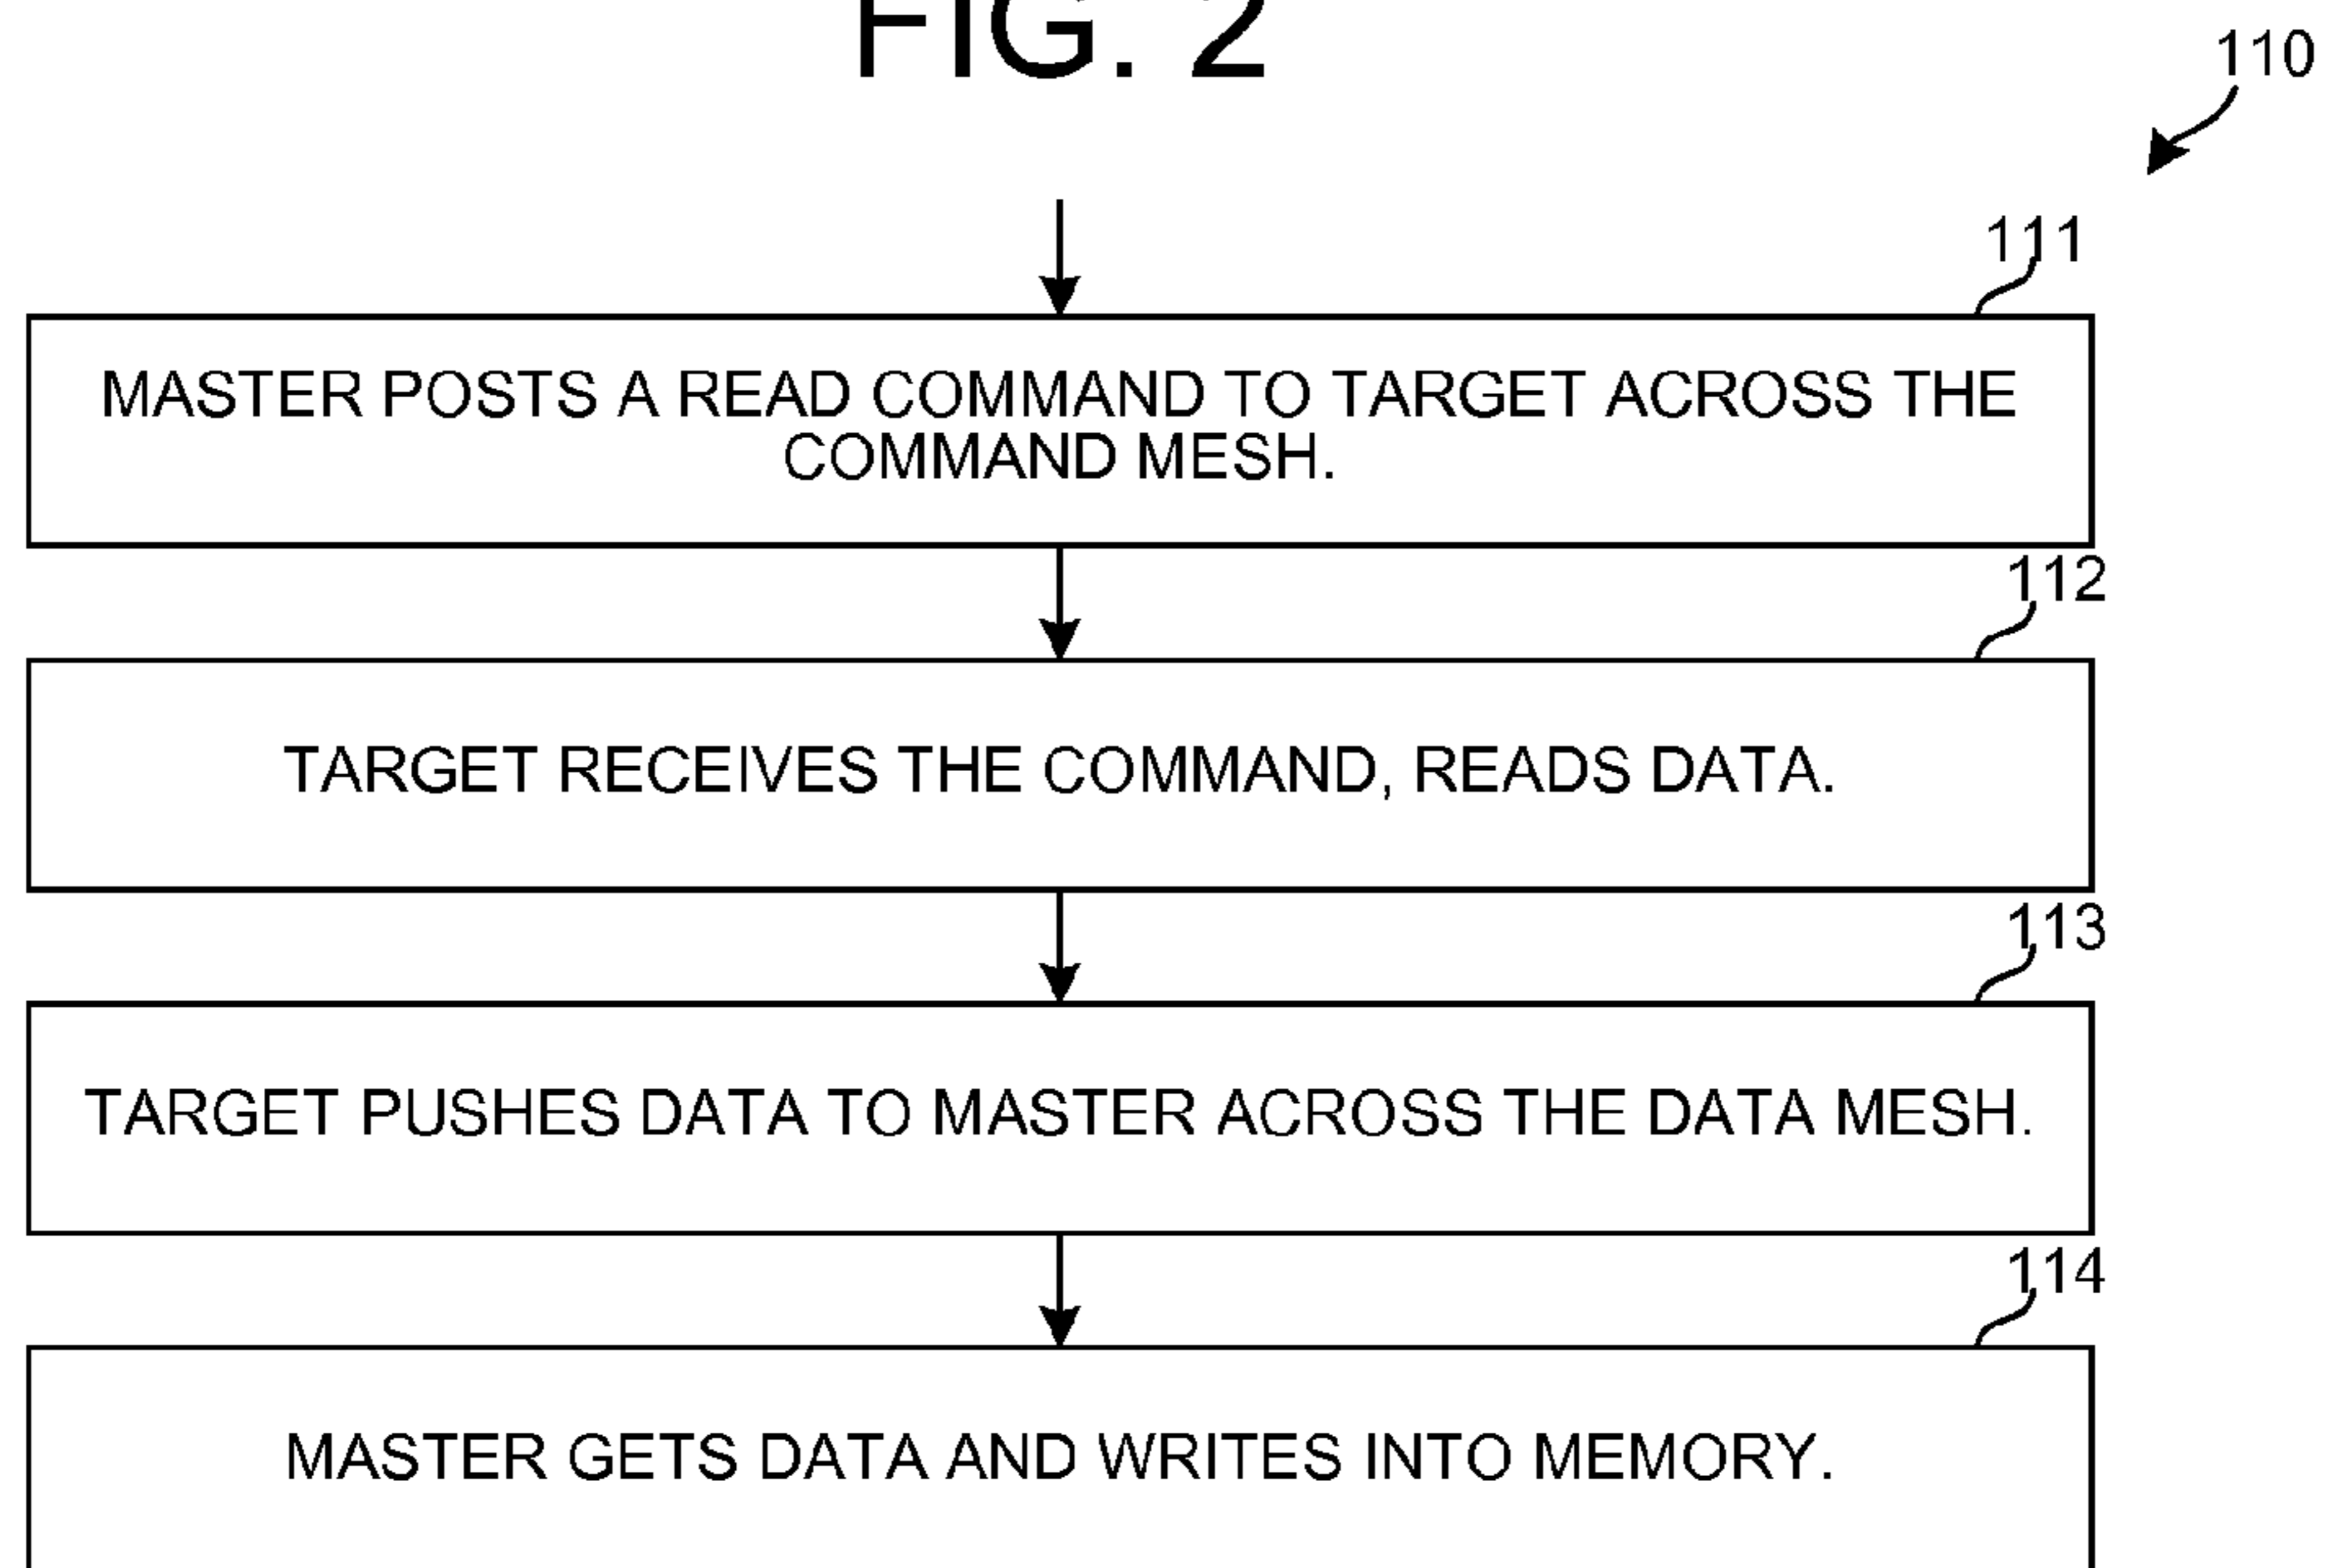 FIG. 2
110
111
MASTER POSTS A READ COMMAND TO TARGET ACROSS THE
COMMAND MESH.
112
TARGET RECEIVES THE COMMAND, READS DATA.
113
TARGET PUSHES DATA TO MASTER ACROSS THE DATA MESH.
114
MASTER GETS DATA AND WRITES INTO MEMORY.